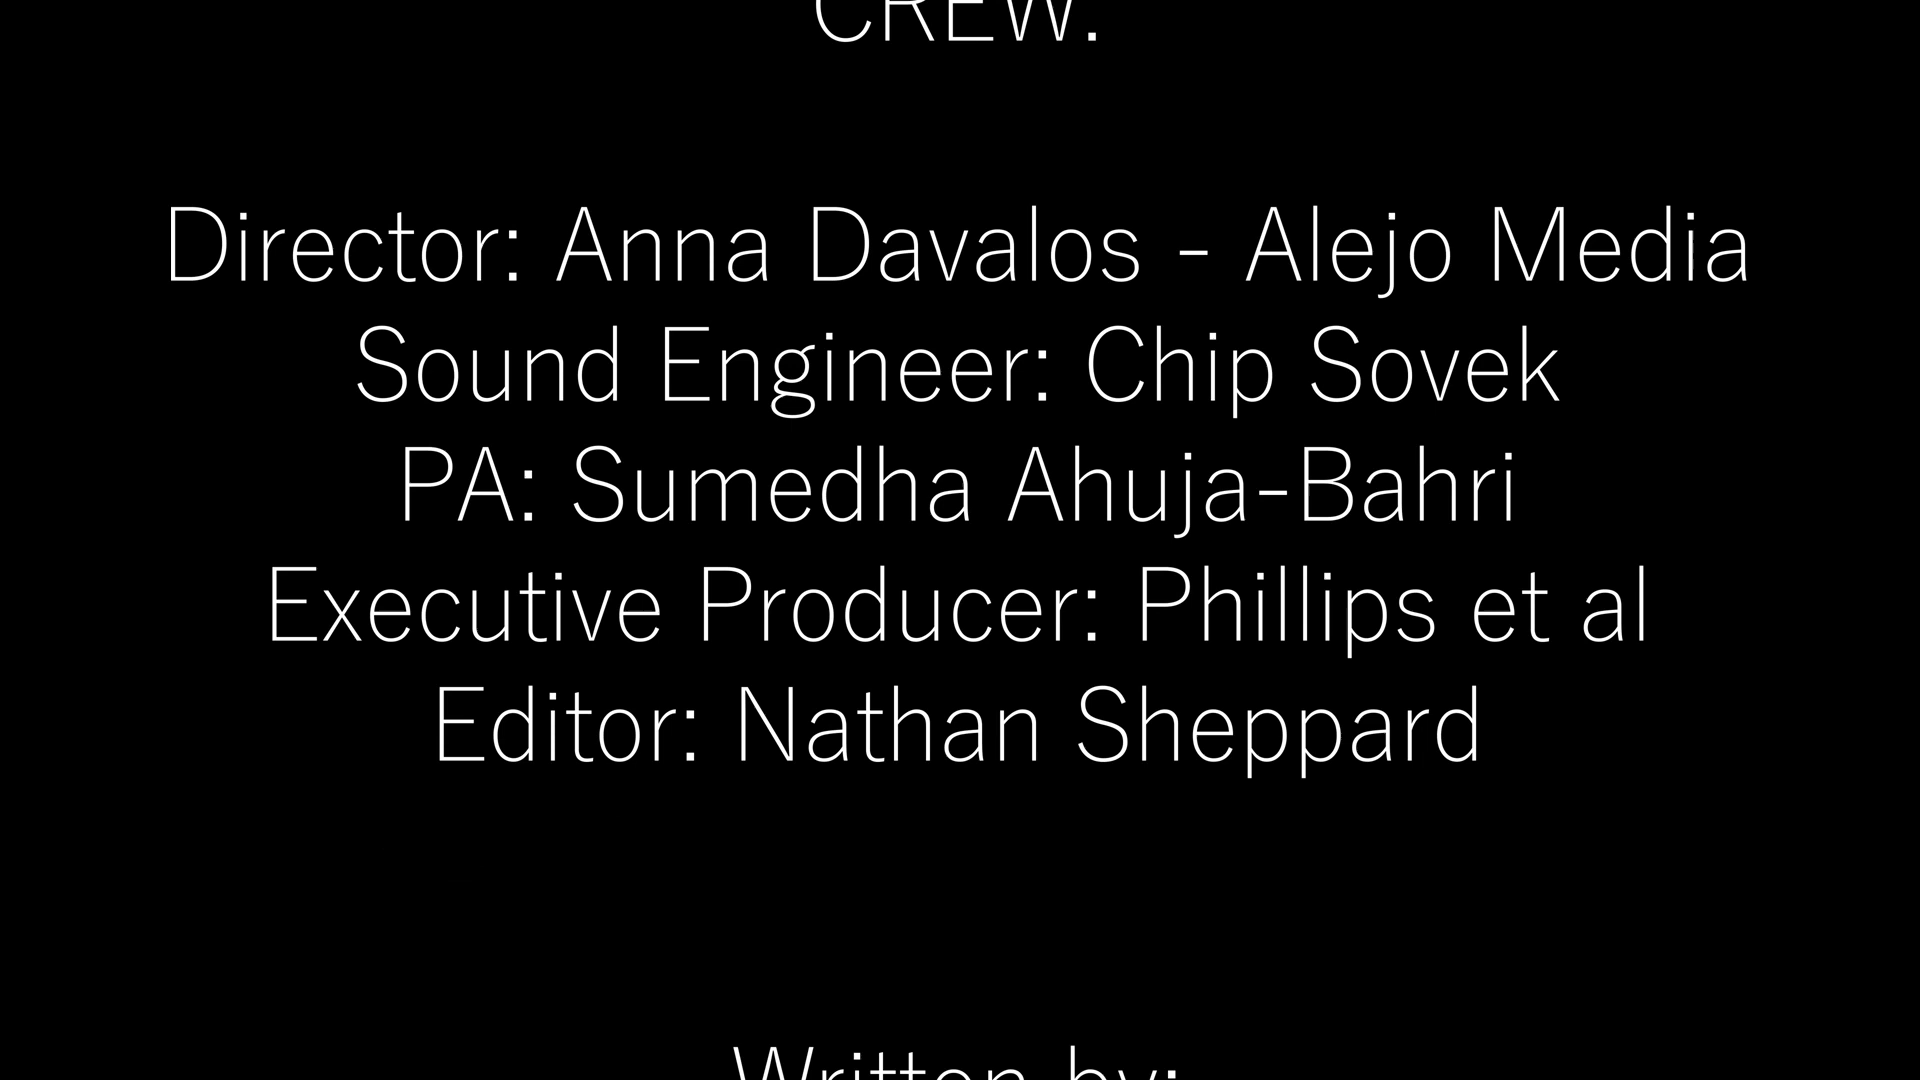 CREW:
Director: Anna Davalos - Alejo Media
Sound Engineer: Chip Sovek
PA: Sumedha Ahuja-Bahri
Executive Producer: Phillips et al
Editor: Nathan Sheppard
Written by: